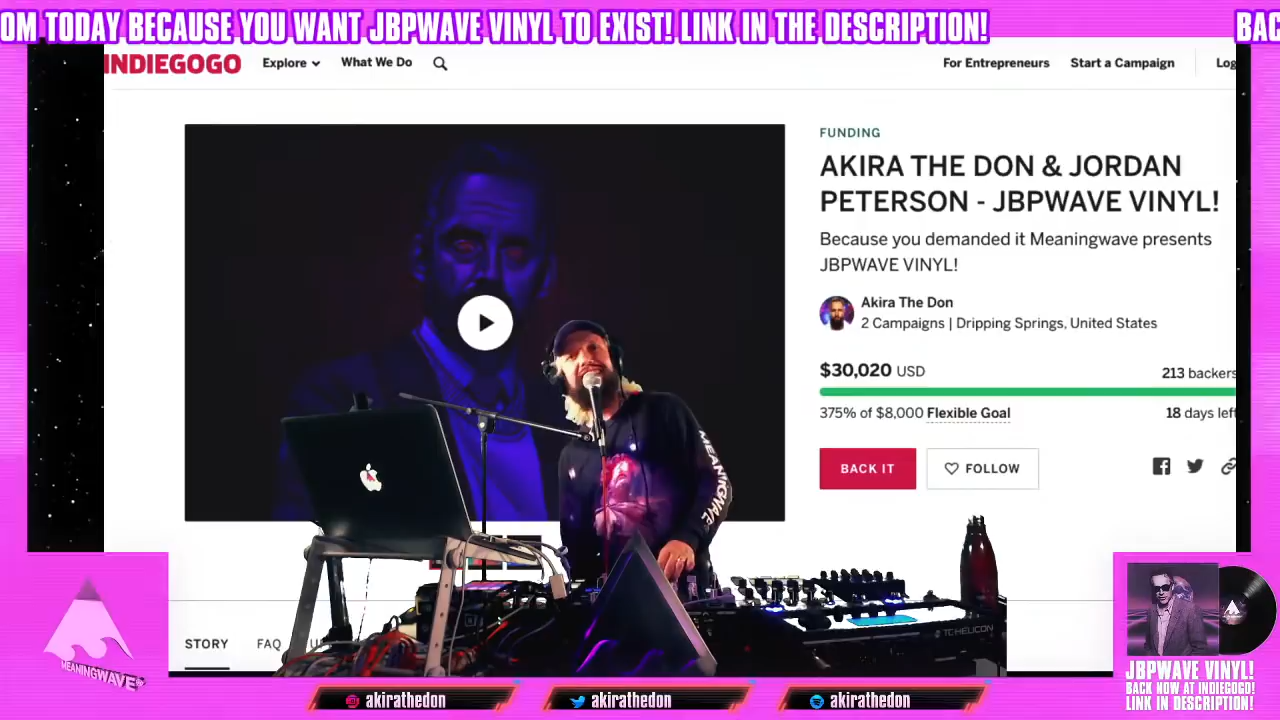 OM TODAY BECAUSE YOU WANT JBPWAVE VINYL TO EXIST! LINK IN THE DESCRIPTION!
BAC
INDIEGOGO
Explore
What We Do
For Entrepreneurs
Start a Campaign
Log
FUNDING
AKIRA THE DON & JORDAN
PETERSON - JBPWAVE VINYL!
Because you demanded it Meaningwave presents
JBPWAVE VINYL!
Akira The Don
2 Campaigns | Dripping Springs, United States
$30,020 USD
213 backers
375% of $8,000 Flexible Goal
18 days left
BACK IT
FOLLOW
MEANINGWAVE
TC HELICON
STORY
FAQ
U
MEANINGWAVE
akirathedon
akirathedon
akirathedon
JBPWAVE VINYL!
BACK NOW AT INDIEGOGO!
LINK IN DESCRIPTION!